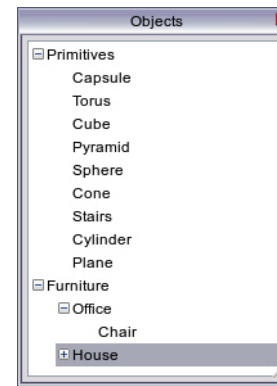 Objects
Primitives
Capsule
Torus
Cube
Pyramid
Sphere
Cone
Stairs
Cylinder
Plane
Furniture
Office
Chair
House